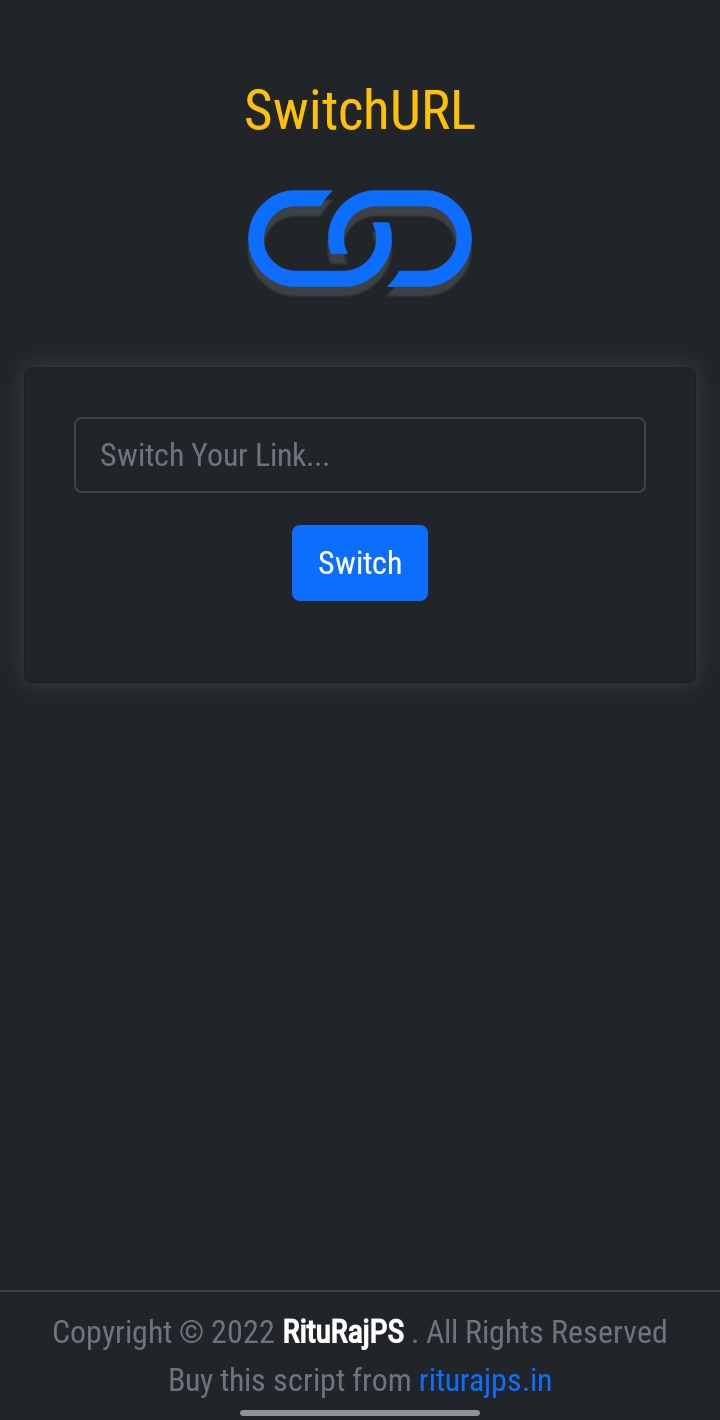 SwitchURL
Switch Your Link...
Switch
Copyright © 2022 RituRajPS . All Rights Reserved
Buy this script from riturajps.in